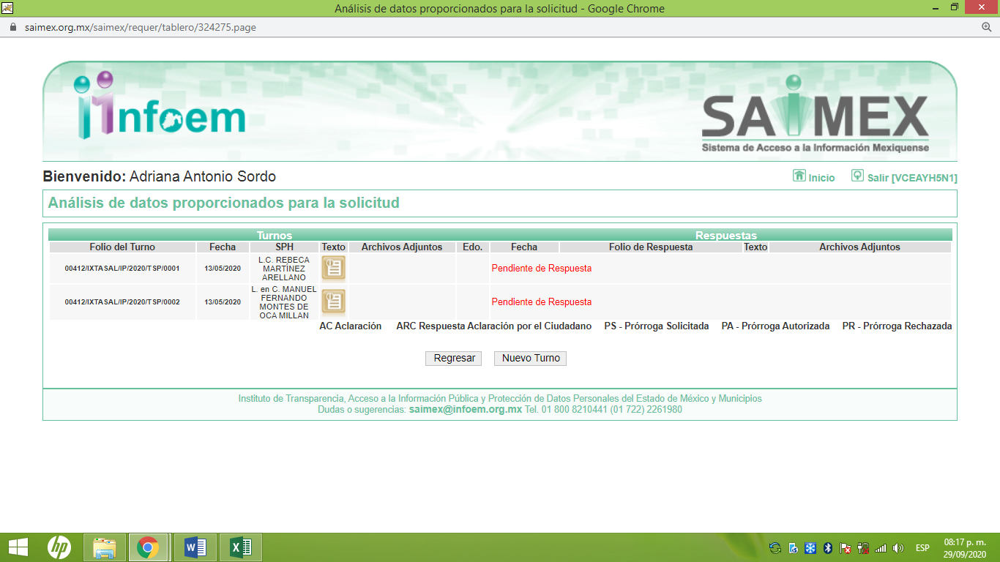 Análisis de datos proporcionados para la solicitud - Google Chrome
saimex.org.mx/saimex/requer/tablero/324275.page
infoem
SAIMEX
Sistema de Acceso a la Información Mexiquense
Bienvenido: Adriana Antonio Sordo
Inicio
Salir [VCEAYH5N1]
Análisis de datos proporcionados para la solicitud
Turnos Respuestas
Folio del Turno Fecha SPH Texto Archivos Adjuntos Edo. Fecha Folio de Respuesta Texto Archivos Adjuntos
00412/IXTASAL/IP/2020/TSP/0001 13/05/2020 L.C. REBECA
MARTÍNEZ
ARELLANO
Pendiente de Respuesta
00412/IXTASAL/IP/2020/TSP/0002 13/05/2020 L. en C. MANUEL
FERNANDO
MONTES DE
OCA MILLAN
Pendiente de Respuesta
AC Aclaración ARC Respuesta Aclaración por el Ciudadano PS - Prórroga Solicitada PA - Prórroga Autorizada PR - Prórroga Rechazada
Regresar Nuevo Turno
Instituto de Transparencia, Acceso a la Información Pública y Protección de Datos Personales del Estado de México y Municipios
Dudas o sugerencias: saimex@infoem.org.mx Tel. 01 800 8210441 (01 722) 2261980
hp
ESP
08:17 p. m.
29/09/2020